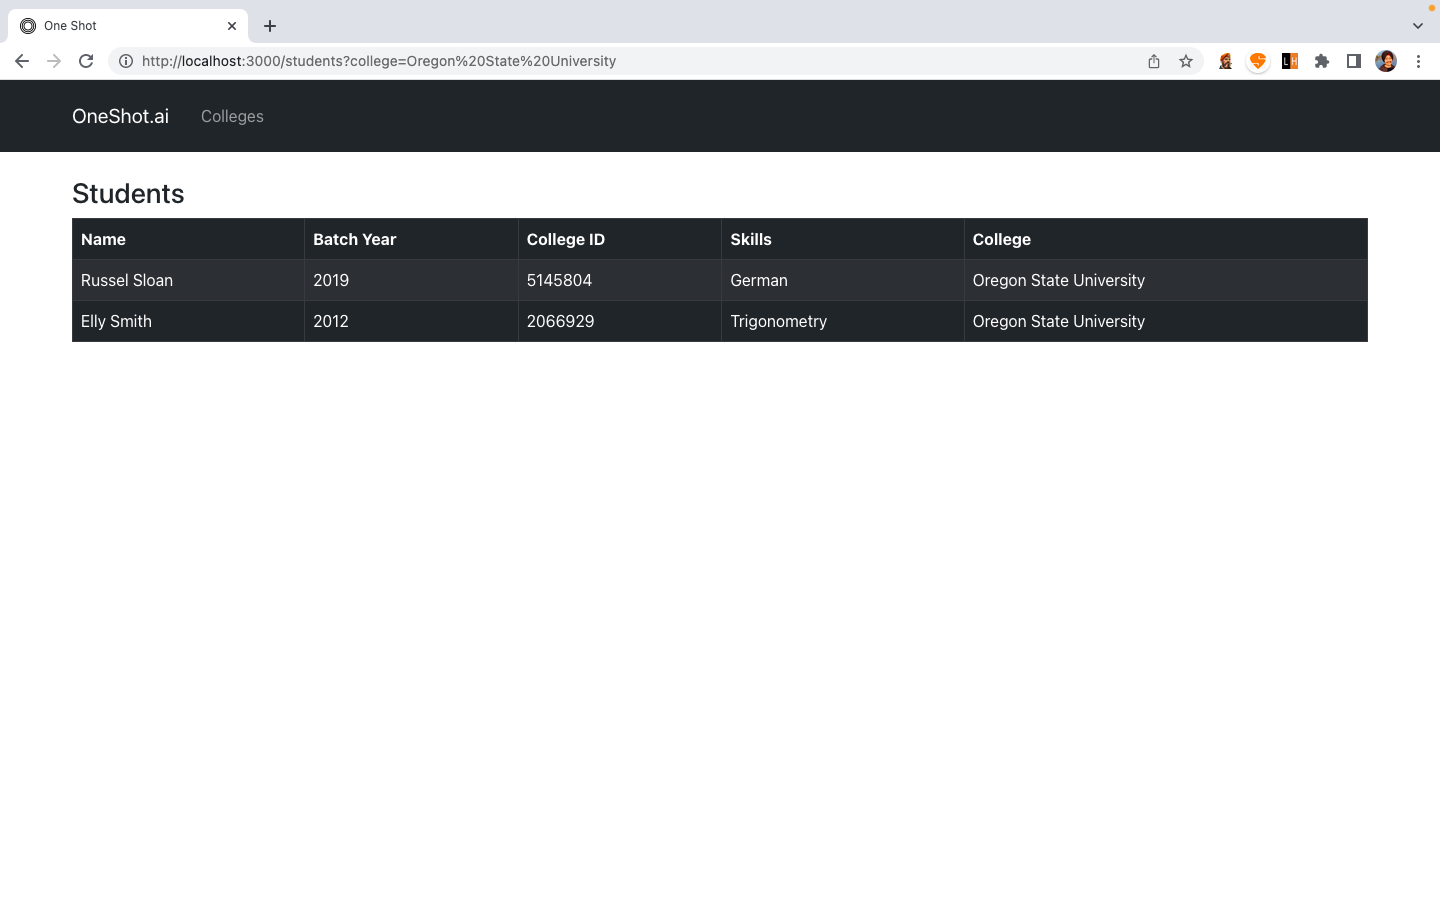 One Shot
http://localhost:3000/students?college=Oregon%20State%20University
L H
OneShot.ai Colleges
Students
Name Batch Year College ID Skills College
Russel Sloan 2019 5145804 German Oregon State University
Elly Smith 2012 2066929 Trigonometry Oregon State University